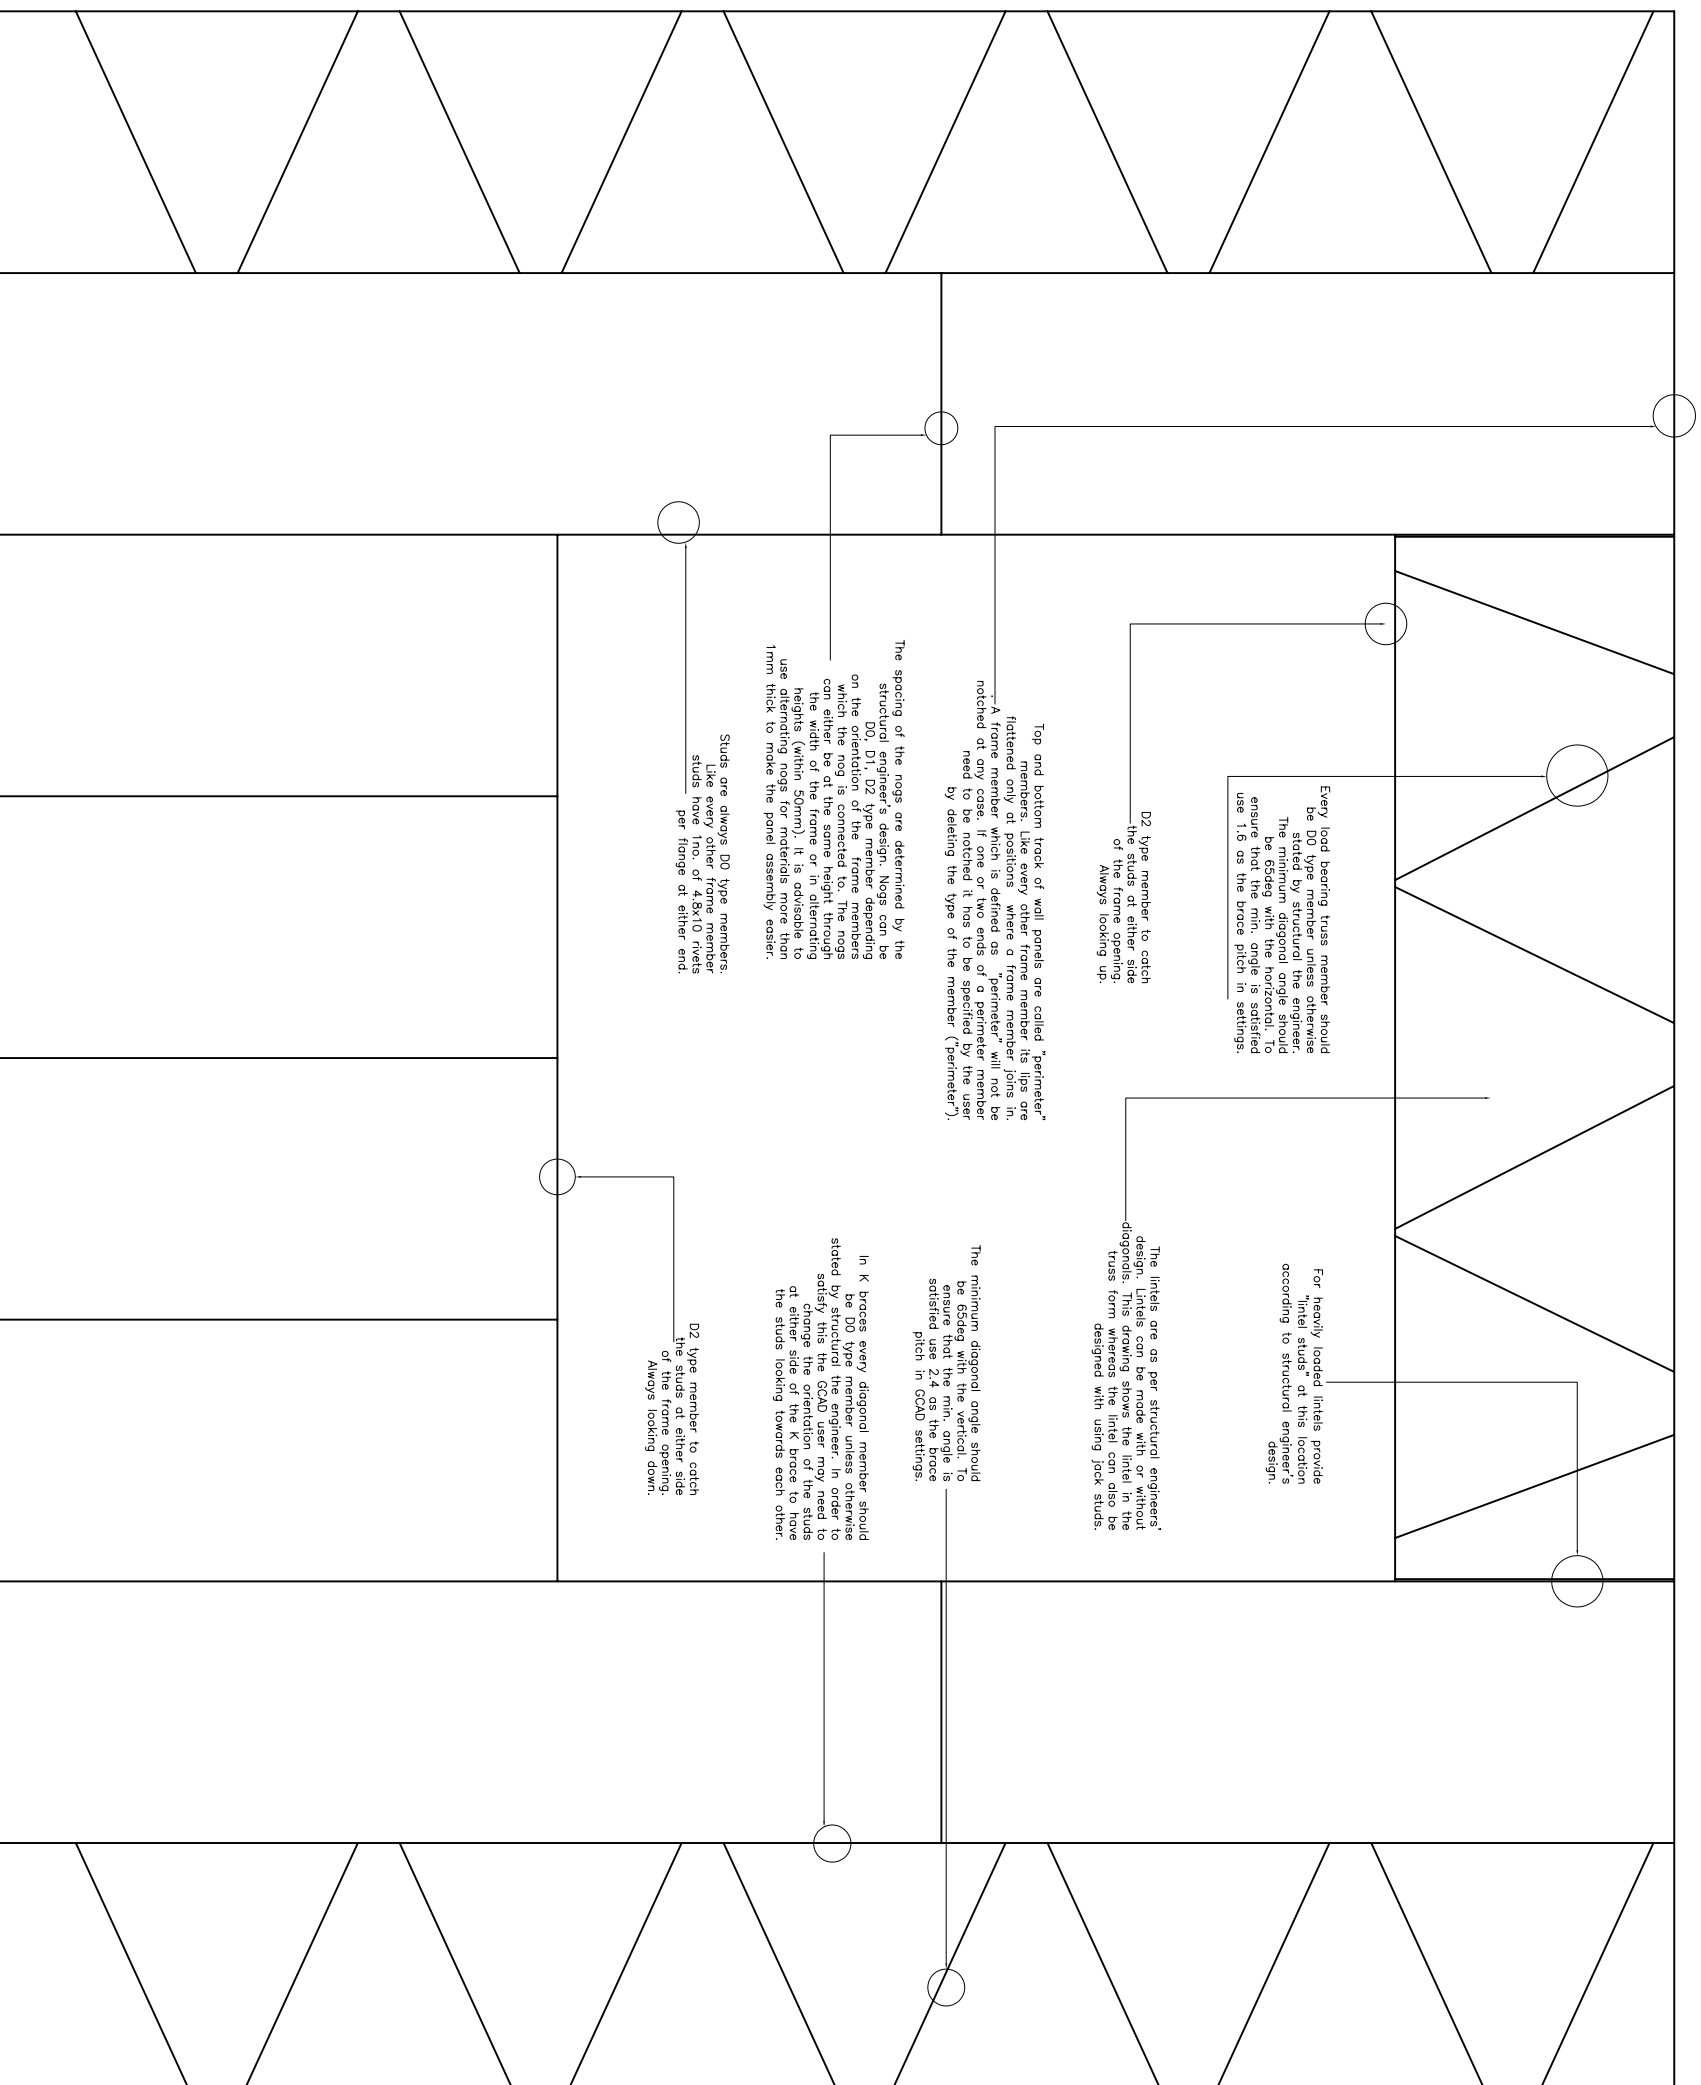 Every load bearing truss member should
be D0 type member unless otherwise
stated by structural the engineer.
The minimum diagonal angle should
be 65deg with the horizontal. To
ensure that the min. angle is satisfied
use 1.6 as the brace pitch in settings.
For heavily loaded lintels provide
"lintel studs" at this location
according to structural engineer's
design.
D2 type member to catch
the studs at either side
of the frame opening.
Always looking up.
The lintels are as per structural engineers'
design. Lintels can be made with or without
diagonals. This drawing shows the lintel in the
truss form whereas the lintel can also be
designed with using jack studs.
Top and bottom track of wall panels are called "perimeter"
members. Like every other frame member its lips are
flattened only at positions where a frame member joins in.
. A frame member which is defined as "perimeter" will not be
notched at any case. If one or two ends of a perimeter member
need to be notched it has to be specified by the user
by deleting the type of the member ("perimeter").
The minimum diagonal angle should
be 65deg with the vertical. To
ensure that the min. angle is
satisfied use 2.4 as the brace
pitch in GCAD settings.
The spacing of the nogs are determined by the
structural engineer's design. Nogs can be
D0, D1, D2 type member depending
on the orientation of the frame members
which the nog is connected to. The nogs
can either be at the same height through
the width of the frame or in alternating
heights (within 50mm). It is advisable to
use alternating nogs for materials more than
1mm thick to make the panel assembly easier.
In K braces every diagonal member should
be D0 type member unless otherwise
stated by structural the engineer. In order to
satisfy this the GCAD user may need to
change the orientation of the studs
at either side of the K brace to have
the studs looking towards each other.
Studs are always D0 type members.
Like every other frame member
studs have 1no. of 4.8x10 rivets
per flange at either end.
D2 type member to catch
the studs at either side
of the frame opening.
Always looking down.